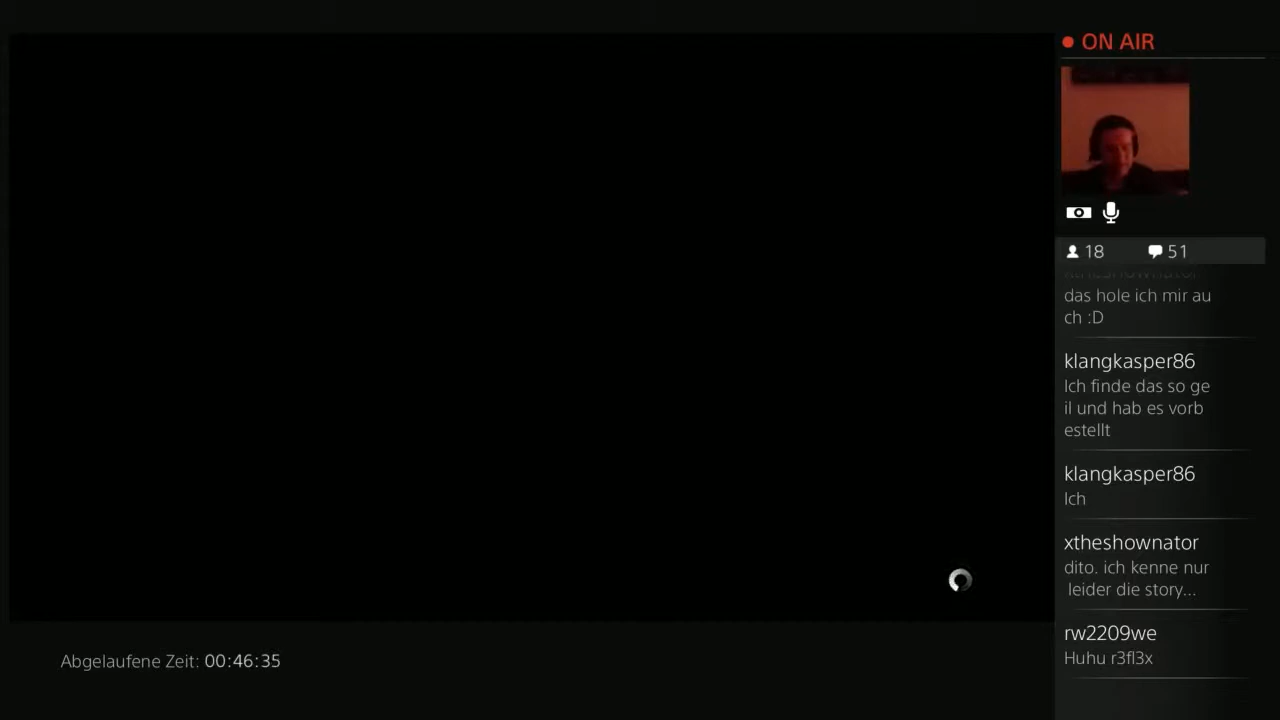 ON AIR
18 51
das hole ich mir au
ch :D
klangkasper86
Ich finde das so ge
il und hab es vorb
estellt
klangkasper86
Ich
xtheshownator
dito. ich kenne nur
leider die story...
rw2209we
Huhu r3fl3x
Abgelaufene Zeit: 00:46:35